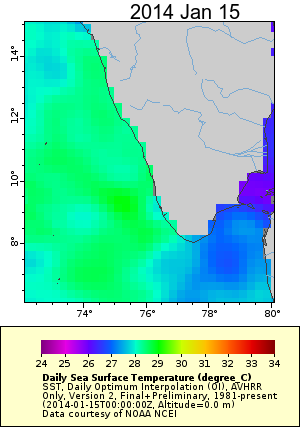 2014 Jan 15
14°
12°
10°
8°
74° 76° 78° 80°
24 25 26 27 28 29 30 31 32 33 34
Daily Sea Surface Temperature (degree_C)
SST, Daily Optimum Interpolation (OI), AVHRR
Only, Version 2, Final+Preliminary, 1981-present
(2014-01-15T00:00:00Z, Altitude=0.0 m)
Data courtesy of NOAA NCEI